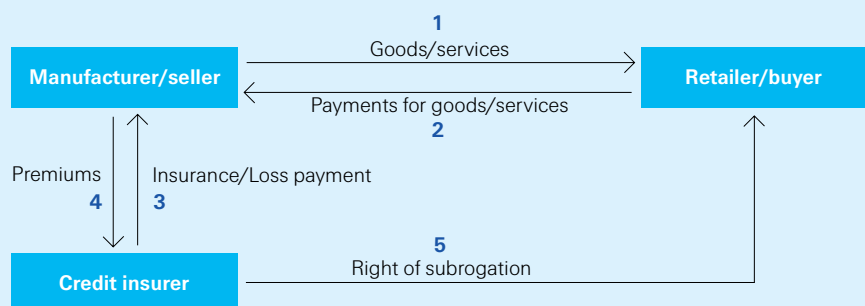 1
Goods/services
Manufacturer/seller
Retailer/buyer
Payments for goods/services
2
Premiums
Insurance/Loss payment
4
3
5
Right of subrogation
Credit insurer